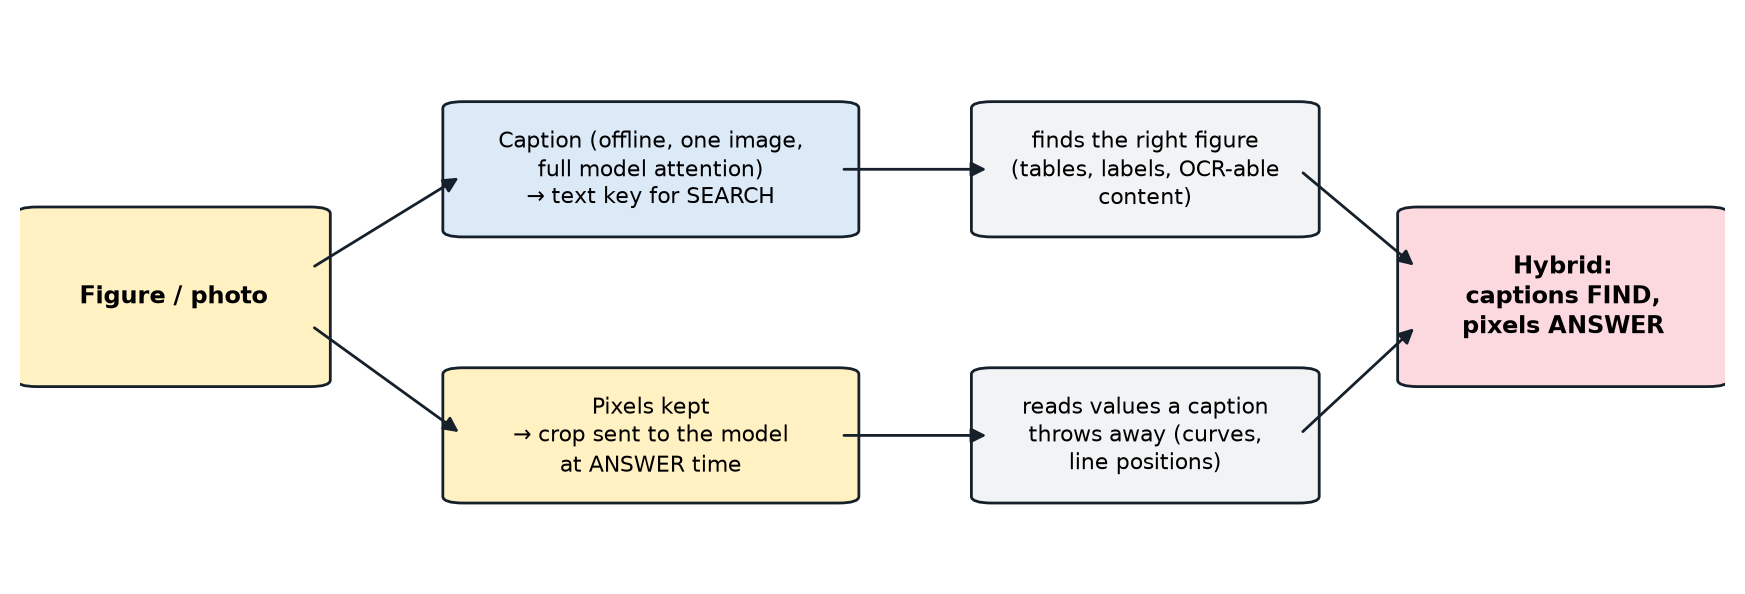 Figure / photo
Caption (offline, one image,
full model attention)
→ text key for SEARCH
finds the right figure
(tables, labels, OCR-able
content)
Pixels kept
→ crop sent to the model
at ANSWER time
reads values a caption
throws away (curves,
line positions)
Hybrid:
captions FIND,
pixels ANSWER